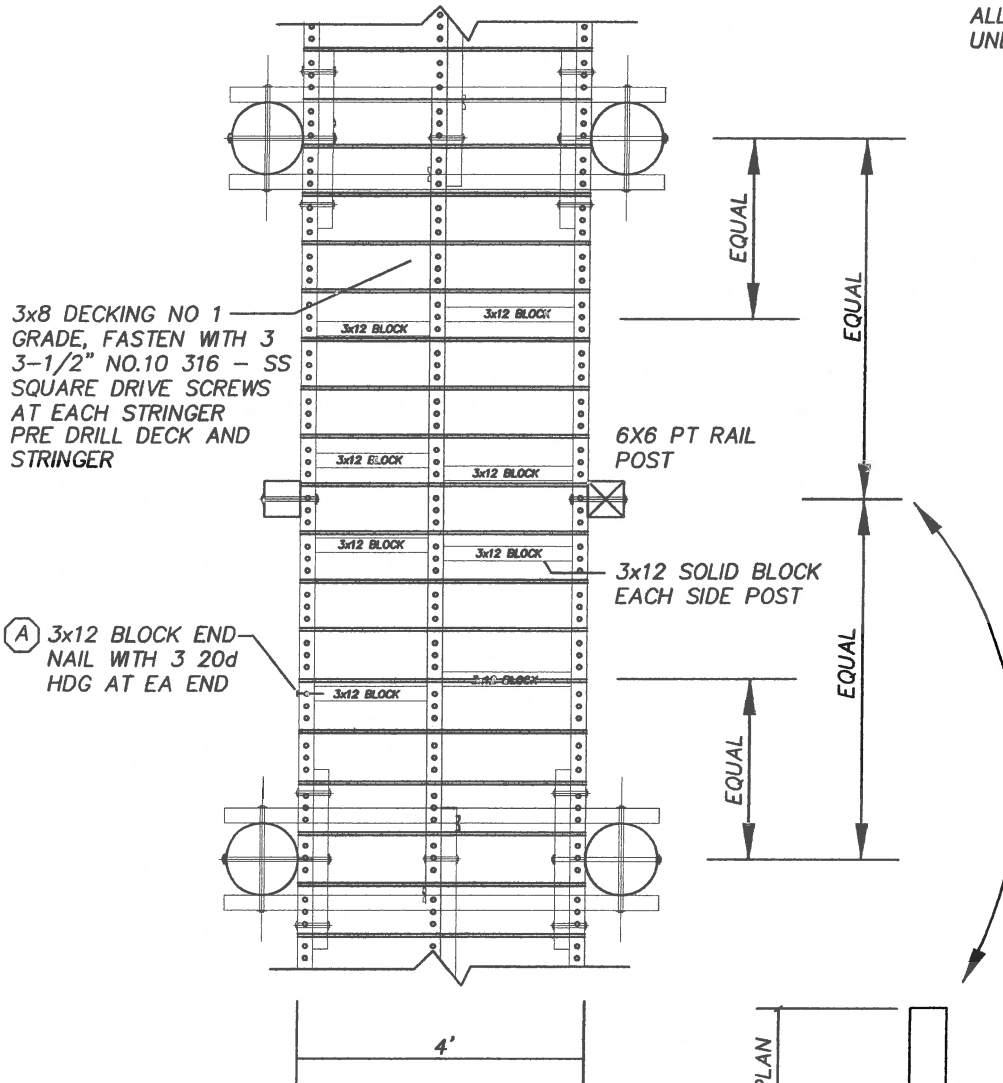 ALL
UNL
EQUAL
EQUAL
3x8 DECKING NO 1
GRADE, FASTEN WITH 3
3-1/2" NO.10 316 - SS
SQUARE DRIVE SCREWS
AT EACH STRINGER
PRE DRILL DECK AND
STRINGER
3x12 BLOCK
3x12 BLOCK
6X6 PT RAIL
POST
3x12 BLOCK
3x12 BLOCK
3x12 BLOCK
3x12 BLOCK
3x12 SOLID BLOCK
EACH SIDE POST
A 3x12 BLOCK END
NAIL WITH 3 20d
HDG AT EA END
3x12 BLOCK
3x12 BLOCK
EQUAL
EQUAL
4'
PLAN